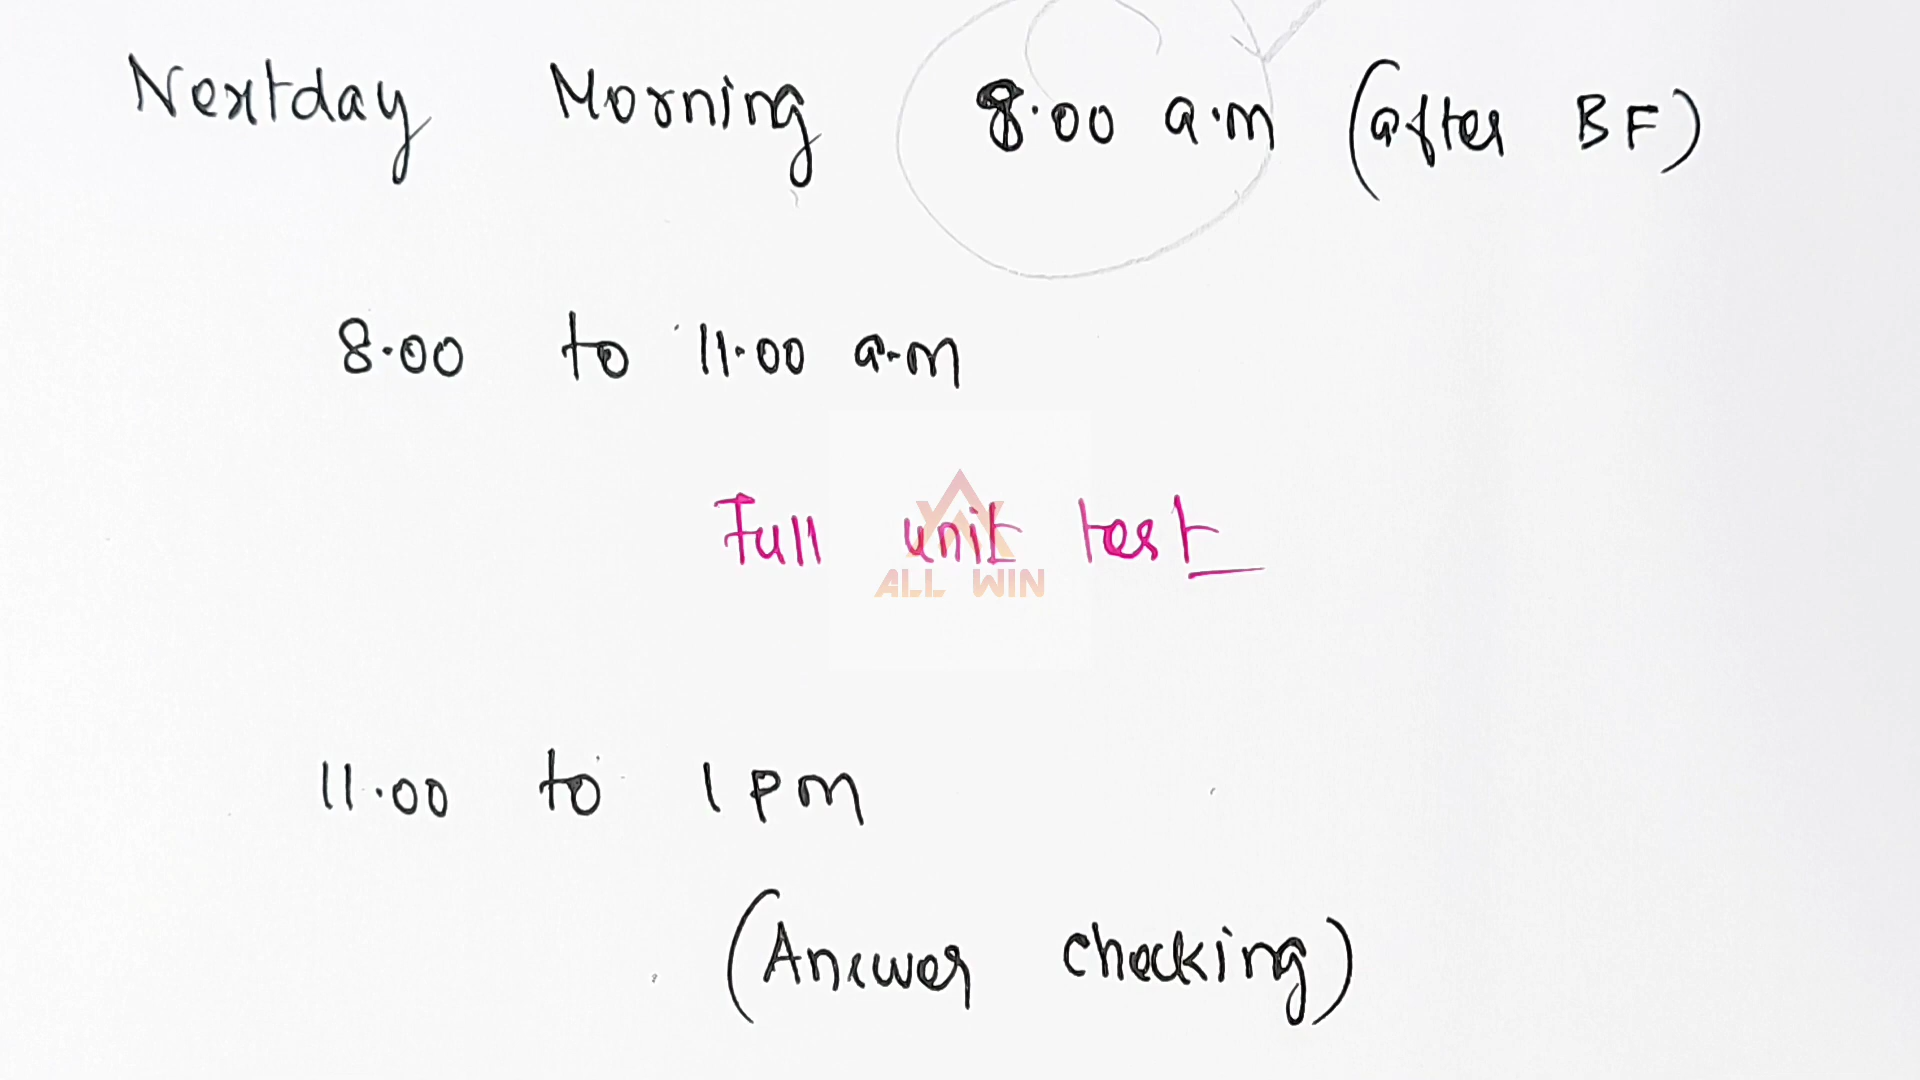 Nextday Morning 8.00 a.m (after BF)
8.00 to 11.00 a.m
Full unit test
ALL WIN
11.00 to 1 pm
(Answer checking)